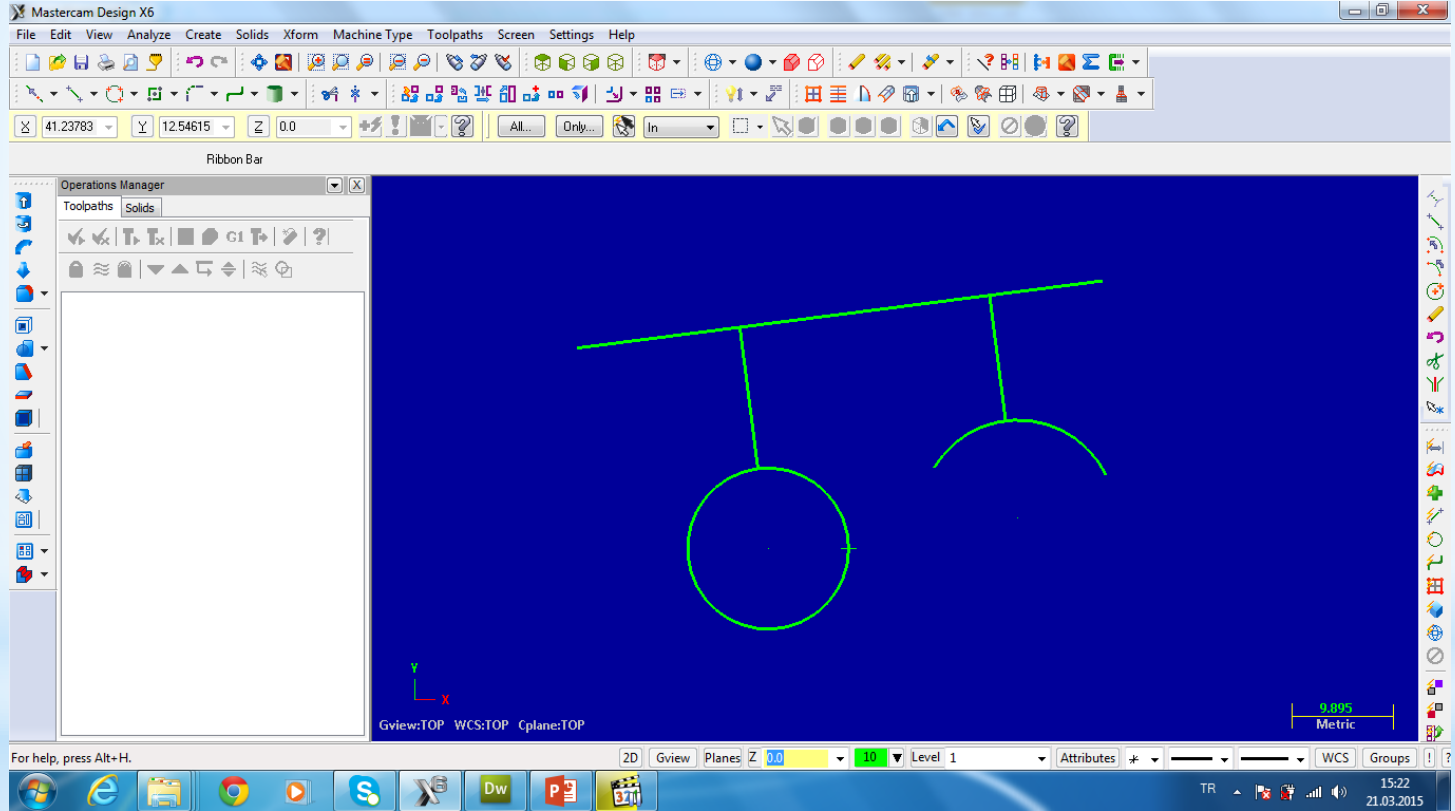 Mastercam Design X6
File Edit View Analyze Create Solids Xform Machine Type Toolpaths Screen Settings Help
X 41.23783 Y 12.54615 Z 0.0 All... Only... In
Ribbon Bar
Operations Manager
Toolpaths Solids
G1
Y
X
Gview:TOP WCS:TOP Cplane:TOP
9.895
Metric
For help, press Alt+H. 2D Gview Planes Z 0.0 10 Level 1 Attributes WCS Groups ! ?
Dw P 321 TR 15:22
21.03.2015